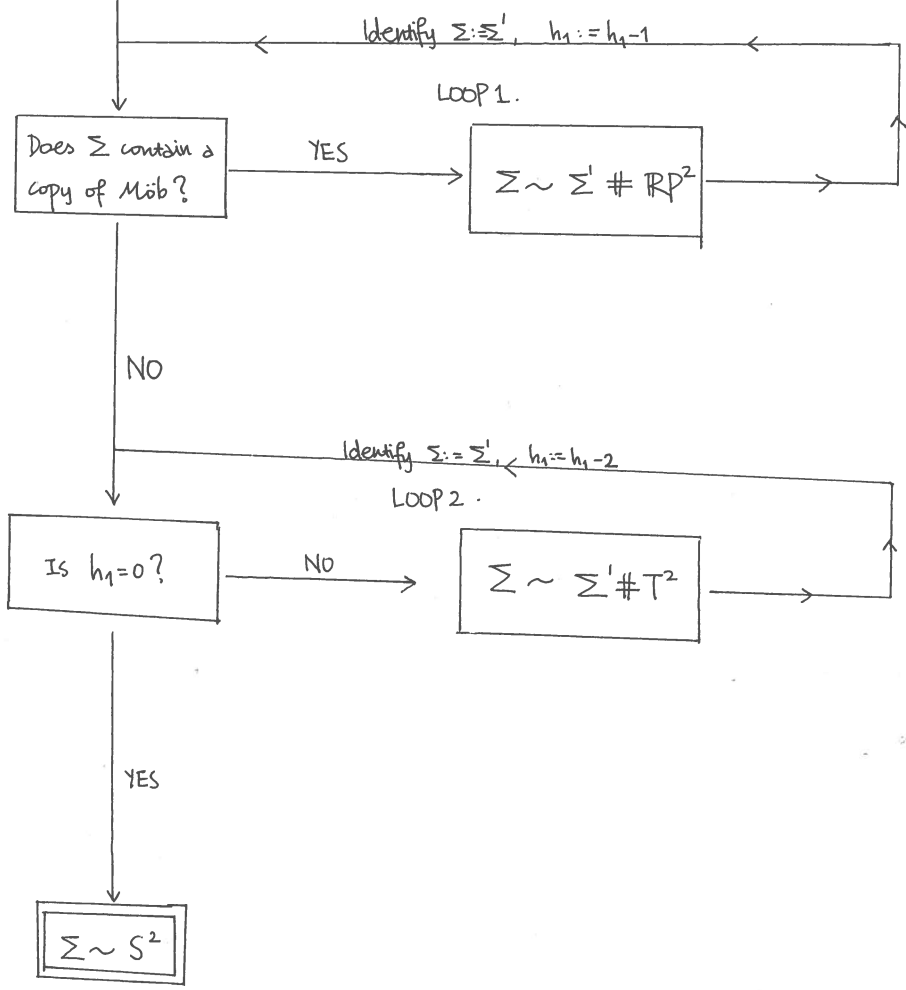 Identify Σ:=Σ', h₁:=h₁-1
LOOP 1.
Does Σ contain a
copy of Möb?
YES
Σ ~ Σ' # ℝP²
NO
Identify Σ:=Σ', h₁:=h₁-2
LOOP 2.
Is h₁=0?
NO
Σ ~ Σ' # T²
YES
Σ ~ S²